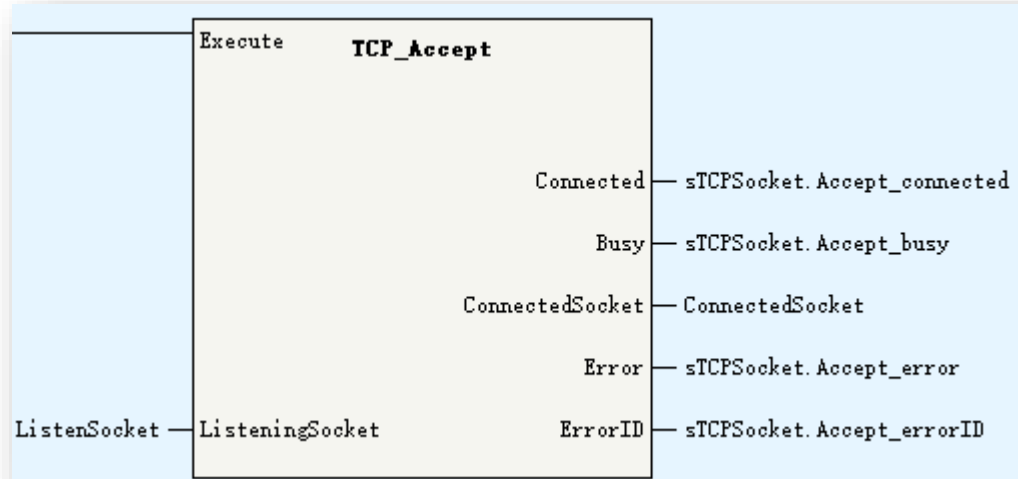 Execute
TCP_Accept
Connected sTCPSocket.Accept_connected
Busy sTCPSocket.Accept_busy
ConnectedSocket ConnectedSocket
Error sTCPSocket.Accept_error
ListenSocket ListeningSocket ErrorID sTCPSocket.Accept_errorID